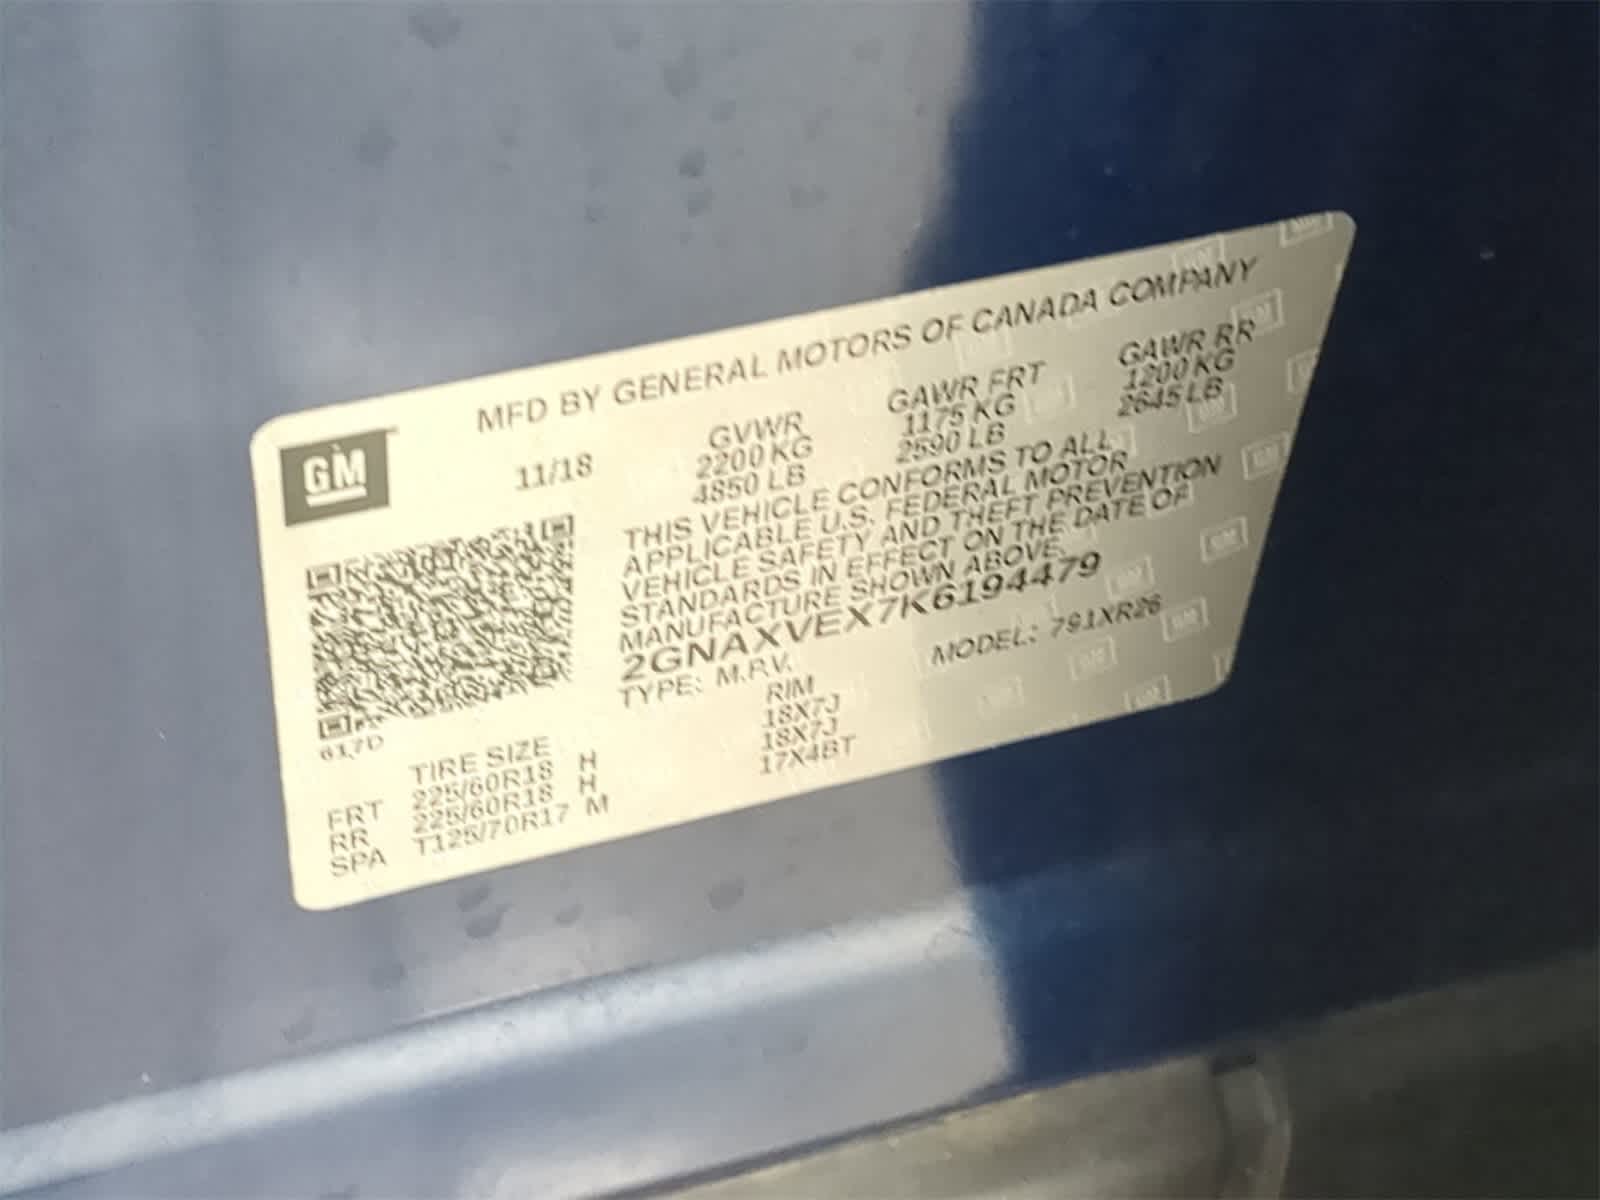 MFD BY GENERAL MOTORS OF CANADA COMPANY
GM
11/18
GVWR
2200 KG
4850 LB
GAWR FRT
1175 KG
2590 LB
GAWR RR
1200 KG
2645 LB
THIS VEHICLE CONFORMS TO ALL
APPLICABLE U.S. FEDERAL MOTOR
VEHICLE SAFETY AND THEFT PREVENTION
STANDARDS IN EFFECT ON THE DATE OF
MANUFACTURE SHOWN ABOVE.
2GNAXVEX7K6194479
TYPE: M.P.V.
MODEL: 791XR26
617D
TIRE SIZE
RIM
FRT 225/60R18 H 18X7J
RR 225/60R18 H 18X7J
SPA T125/70R17 M 17X4BT